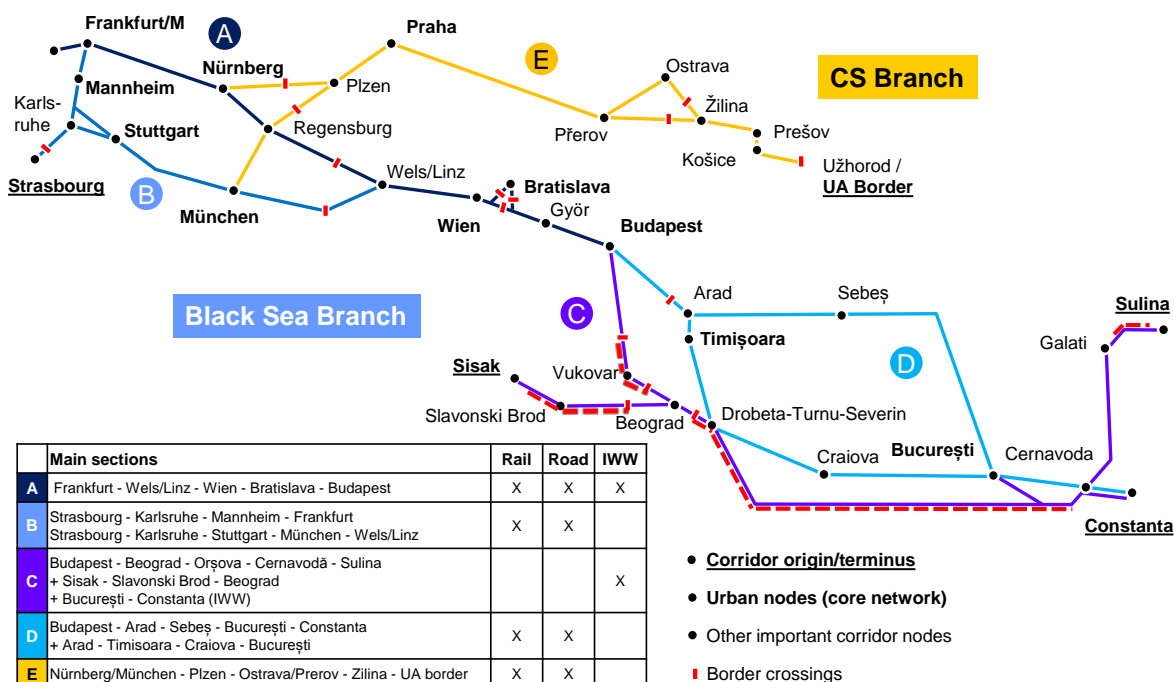 Frankfurt/M
A
Praha
Nürnberg
E
Ostrava
CS Branch
Mannheim
Plzen
Karls-
ruhe
Žilina
Stuttgart
Regensburg
Přerov
Prešov
Košice
Užhorod /
UA Border
Strasbourg
B
Wels/Linz
Bratislava
München
Györ
Wien
Budapest
Black Sea Branch
C
Arad
Sebeș
Sulina
Timișoara
Galati
Sisak
Vukovar
D
Slavonski Brod
Beograd
Drobeta-Turnu-Severin
București
Cernavoda
Craiova
Constanta
Main sections Rail Road IWW
A Frankfurt - Wels/Linz - Wien - Bratislava - Budapest X X X
B Strasbourg - Karlsruhe - Mannheim - Frankfurt
Strasbourg - Karlsruhe - Stuttgart - München - Wels/Linz X X
C Budapest - Beograd - Orșova - Cernavodă - Sulina
+ Sisak - Slavonski Brod - Beograd X
+ București - Constanta (IWW)
D Budapest - Arad - Sebeș - București - Constanta
+ Arad - Timisoara - Craiova - București X X
E Nürnberg/München - Plzen - Ostrava/Prerov - Zilina - UA border X X
Corridor origin/terminus
Urban nodes (core network)
Other important corridor nodes
Border crossings